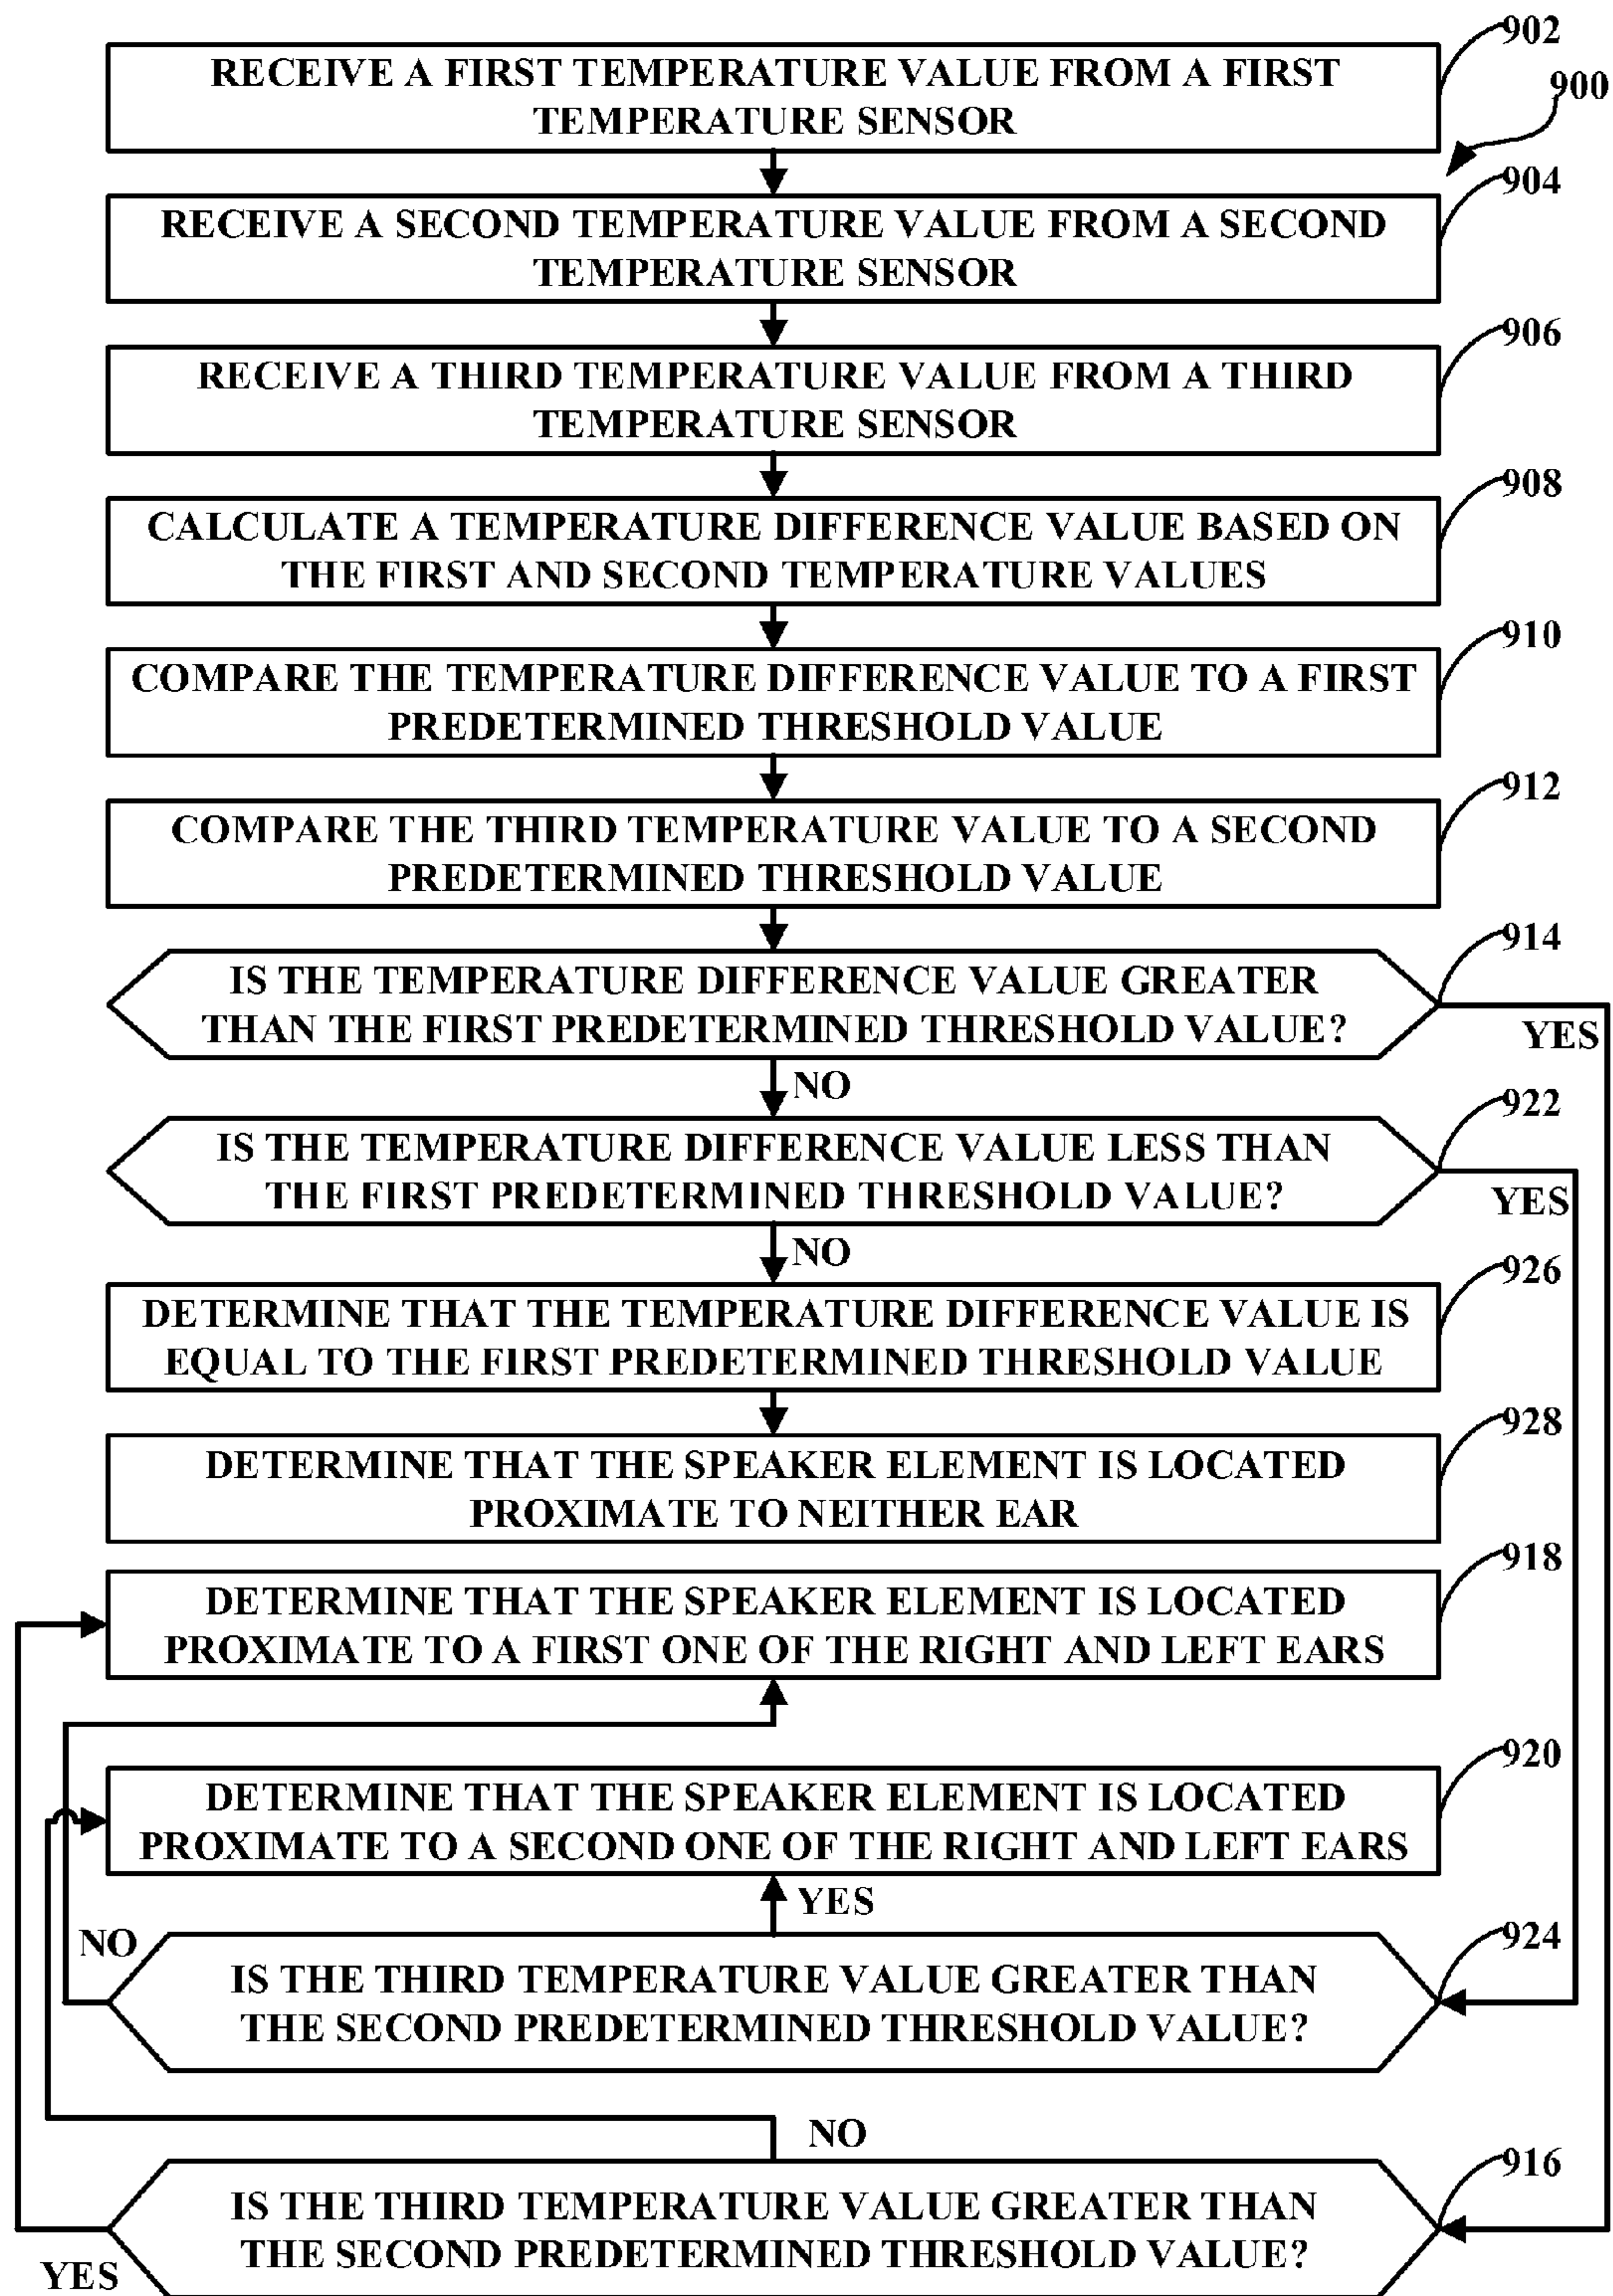 902
RECEIVE A FIRST TEMPERATURE VALUE FROM A FIRST
TEMPERATURE SENSOR
900
904
RECEIVE A SECOND TEMPERATURE VALUE FROM A SECOND
TEMPERATURE SENSOR
906
RECEIVE A THIRD TEMPERATURE VALUE FROM A THIRD
TEMPERATURE SENSOR
908
CALCULATE A TEMPERATURE DIFFERENCE VALUE BASED ON
THE FIRST AND SECOND TEMPERATURE VALUES
910
COMPARE THE TEMPERATURE DIFFERENCE VALUE TO A FIRST
PREDETERMINED THRESHOLD VALUE
912
COMPARE THE THIRD TEMPERATURE VALUE TO A SECOND
PREDETERMINED THRESHOLD VALUE
914
IS THE TEMPERATURE DIFFERENCE VALUE GREATER
THAN THE FIRST PREDETERMINED THRESHOLD VALUE?
YES
NO
922
IS THE TEMPERATURE DIFFERENCE VALUE LESS THAN
THE FIRST PREDETERMINED THRESHOLD VALUE?
YES
NO
926
DETERMINE THAT THE TEMPERATURE DIFFERENCE VALUE IS
EQUAL TO THE FIRST PREDETERMINED THRESHOLD VALUE
928
DETERMINE THAT THE SPEAKER ELEMENT IS LOCATED
PROXIMATE TO NEITHER EAR
918
DETERMINE THAT THE SPEAKER ELEMENT IS LOCATED
PROXIMATE TO A FIRST ONE OF THE RIGHT AND LEFT EARS
920
DETERMINE THAT THE SPEAKER ELEMENT IS LOCATED
PROXIMATE TO A SECOND ONE OF THE RIGHT AND LEFT EARS
YES
NO
924
IS THE THIRD TEMPERATURE VALUE GREATER THAN
THE SECOND PREDETERMINED THRESHOLD VALUE?
NO
916
IS THE THIRD TEMPERATURE VALUE GREATER THAN
THE SECOND PREDETERMINED THRESHOLD VALUE?
YES